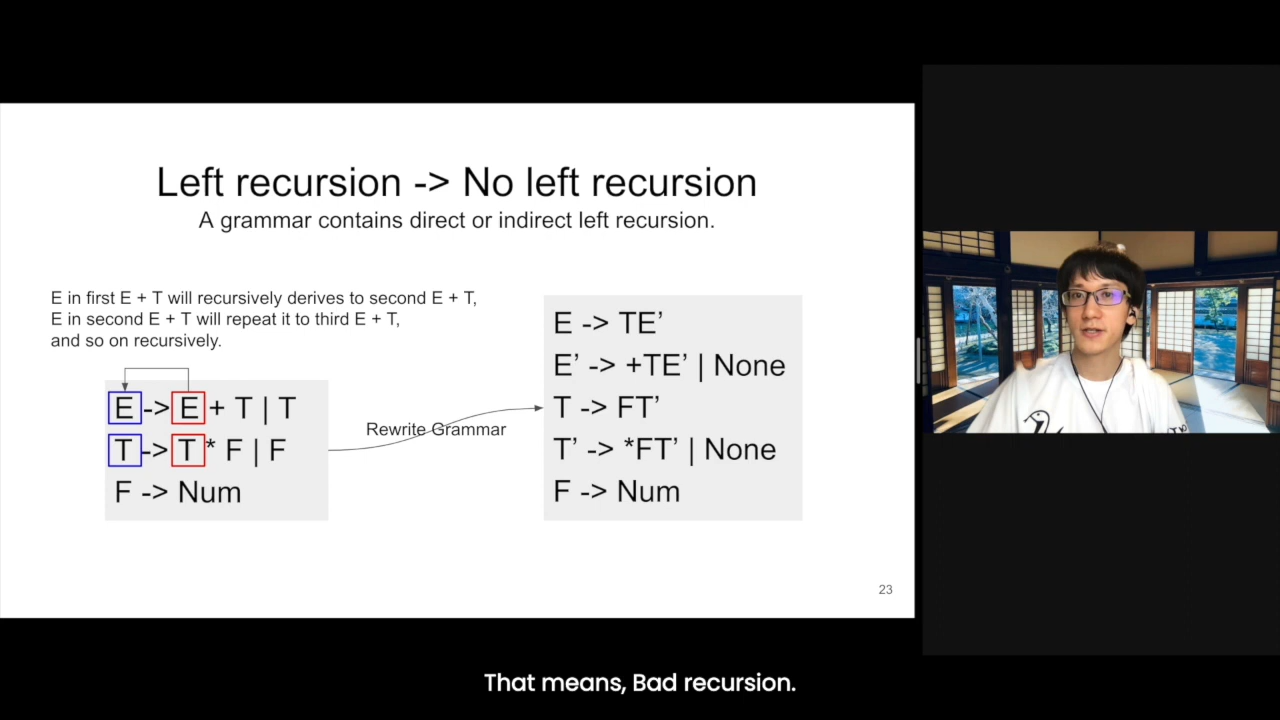 Left recursion -> No left recursion
A grammar contains direct or indirect left recursion.
E in first E + T will recursively derives to second E + T,
E in second E + T will repeat it to third E + T,
and so on recursively.
E -> E + T | T
T -> T * F | F
F -> Num
Rewrite Grammar
E -> TE’
E’ -> +TE’ | None
T -> FT’
T’ -> *FT’ | None
F -> Num
23
That means, Bad recursion.